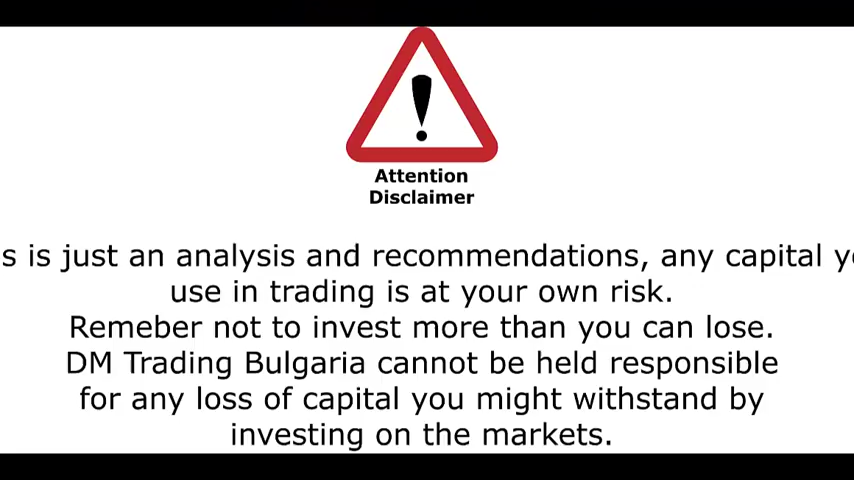 Attention
Disclaimer
s is just an analysis and recommendations, any capital y
use in trading is at your own risk.
Remeber not to invest more than you can lose.
DM Trading Bulgaria cannot be held responsible
for any loss of capital you might withstand by
investing on the markets.